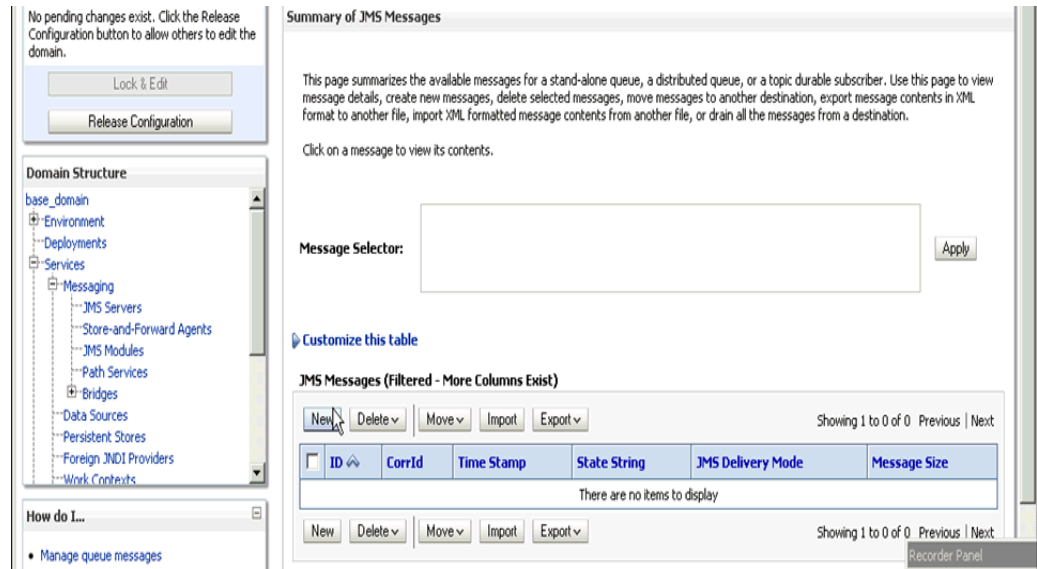 No pending changes exist. Click the Release
Configuration button to allow others to edit the
domain.
Lock & Edit
Release Configuration
Domain Structure
base_domain
Environment
Deployments
Services
Messaging
JMS Servers
Store-and-Forward Agents
JMS Modules
Path Services
Bridges
Data Sources
Persistent Stores
Foreign JNDI Providers
Work Contexts
How do I...
Manage queue messages
Summary of JMS Messages
This page summarizes the available messages for a stand-alone queue, a distributed queue, or a topic durable subscriber. Use this page to view
message details, create new messages, delete selected messages, move messages to another destination, export message contents in XML
format to another file, import XML formatted message contents from another file, or drain all the messages from a destination.
Click on a message to view its contents.
Message Selector:
Apply
Customize this table
JMS Messages (Filtered - More Columns Exist)
New Delete Move Import Export Showing 1 to 0 of 0 Previous | Next
ID CorrId Time Stamp State String JMS Delivery Mode Message Size
There are no items to display
New Delete Move Import Export Showing 1 to 0 of 0 Previous | Next
Recorder Panel